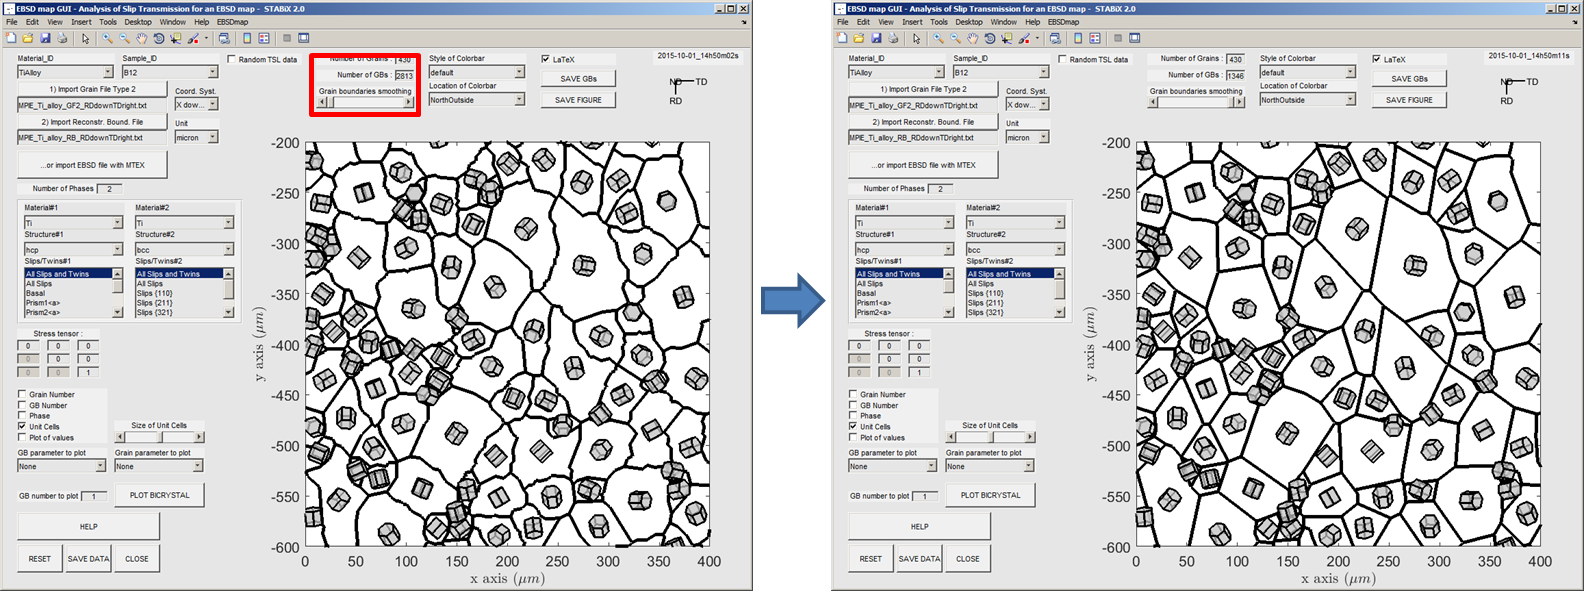 EBSD map GUI - Analysis of Slip Transmission for an EBSD map - STABiX 2.0
File Edit View Insert Tools Desktop Window Help EBSDmap
Material_ID
Sample_ID
Random TSL data
TiAlloy
B12
Number of Grains : 430
Number of GBs : 2813
Grain boundaries smoothing
Style of Colorbar
default
Location of Colorbar
NorthOutside
LaTeX
SAVE GBs
SAVE FIGURE
2015-10-01_14h50m02s
ND
TD
RD
1) Import Grain File Type 2
MPIE_Ti_alloy_GF2_RDdownTDright.txt
2) Import Reconstr. Bound. File
MPIE_Ti_alloy_RB_RDdownTDright.txt
Coord. Syst.
X dow...
Unit
micron
...or import EBSD file with MTEX
Number of Phases 2
Material#1
Material#2
Ti
Ti
Structure#1
Structure#2
hcp
bcc
Slips/Twins#1
Slips/Twins#2
All Slips and Twins
All Slips
Basal
Prism1<a>
Prism2<a>
All Slips and Twins
All Slips
Slips {110}
Slips {211}
Slips {321}
Stress tensor :
0 0 0
0 0 0
0 0 1
Grain Number
GB Number
Phase
Unit Cells
Plot of values
Size of Unit Cells
GB parameter to plot
Grain parameter to plot
None
None
GB number to plot 1
PLOT BICRYSTAL
HELP
RESET
SAVE DATA
CLOSE
-200
-250
-300
-350
-400
-450
-500
-550
-600
y axis (μm)
0 50 100 150 200 250 300 350 400
x axis (μm)
EBSD map GUI - Analysis of Slip Transmission for an EBSD map - STABiX 2.0
File Edit View Insert Tools Desktop Window Help EBSDmap
Material_ID
Sample_ID
Random TSL data
TiAlloy
B12
Number of Grains : 430
Number of GBs : 1346
Grain boundaries smoothing
Style of Colorbar
default
Location of Colorbar
NorthOutside
LaTeX
SAVE GBs
SAVE FIGURE
2015-10-01_14h50m11s
ND
TD
RD
1) Import Grain File Type 2
MPIE_Ti_alloy_GF2_RDdownTDright.txt
2) Import Reconstr. Bound. File
MPIE_Ti_alloy_RB_RDdownTDright.txt
Coord. Syst.
X dow...
Unit
micron
...or import EBSD file with MTEX
Number of Phases 2
Material#1
Material#2
Ti
Ti
Structure#1
Structure#2
hcp
bcc
Slips/Twins#1
Slips/Twins#2
All Slips and Twins
All Slips
Basal
Prism1<a>
Prism2<a>
All Slips and Twins
All Slips
Slips {110}
Slips {211}
Slips {321}
Stress tensor :
0 0 0
0 0 0
0 0 1
Grain Number
GB Number
Phase
Unit Cells
Plot of values
Size of Unit Cells
GB parameter to plot
Grain parameter to plot
None
None
GB number to plot 1
PLOT BICRYSTAL
HELP
RESET
SAVE DATA
CLOSE
-200
-250
-300
-350
-400
-450
-500
-550
-600
y axis (μm)
0 50 100 150 200 250 300 350 400
x axis (μm)